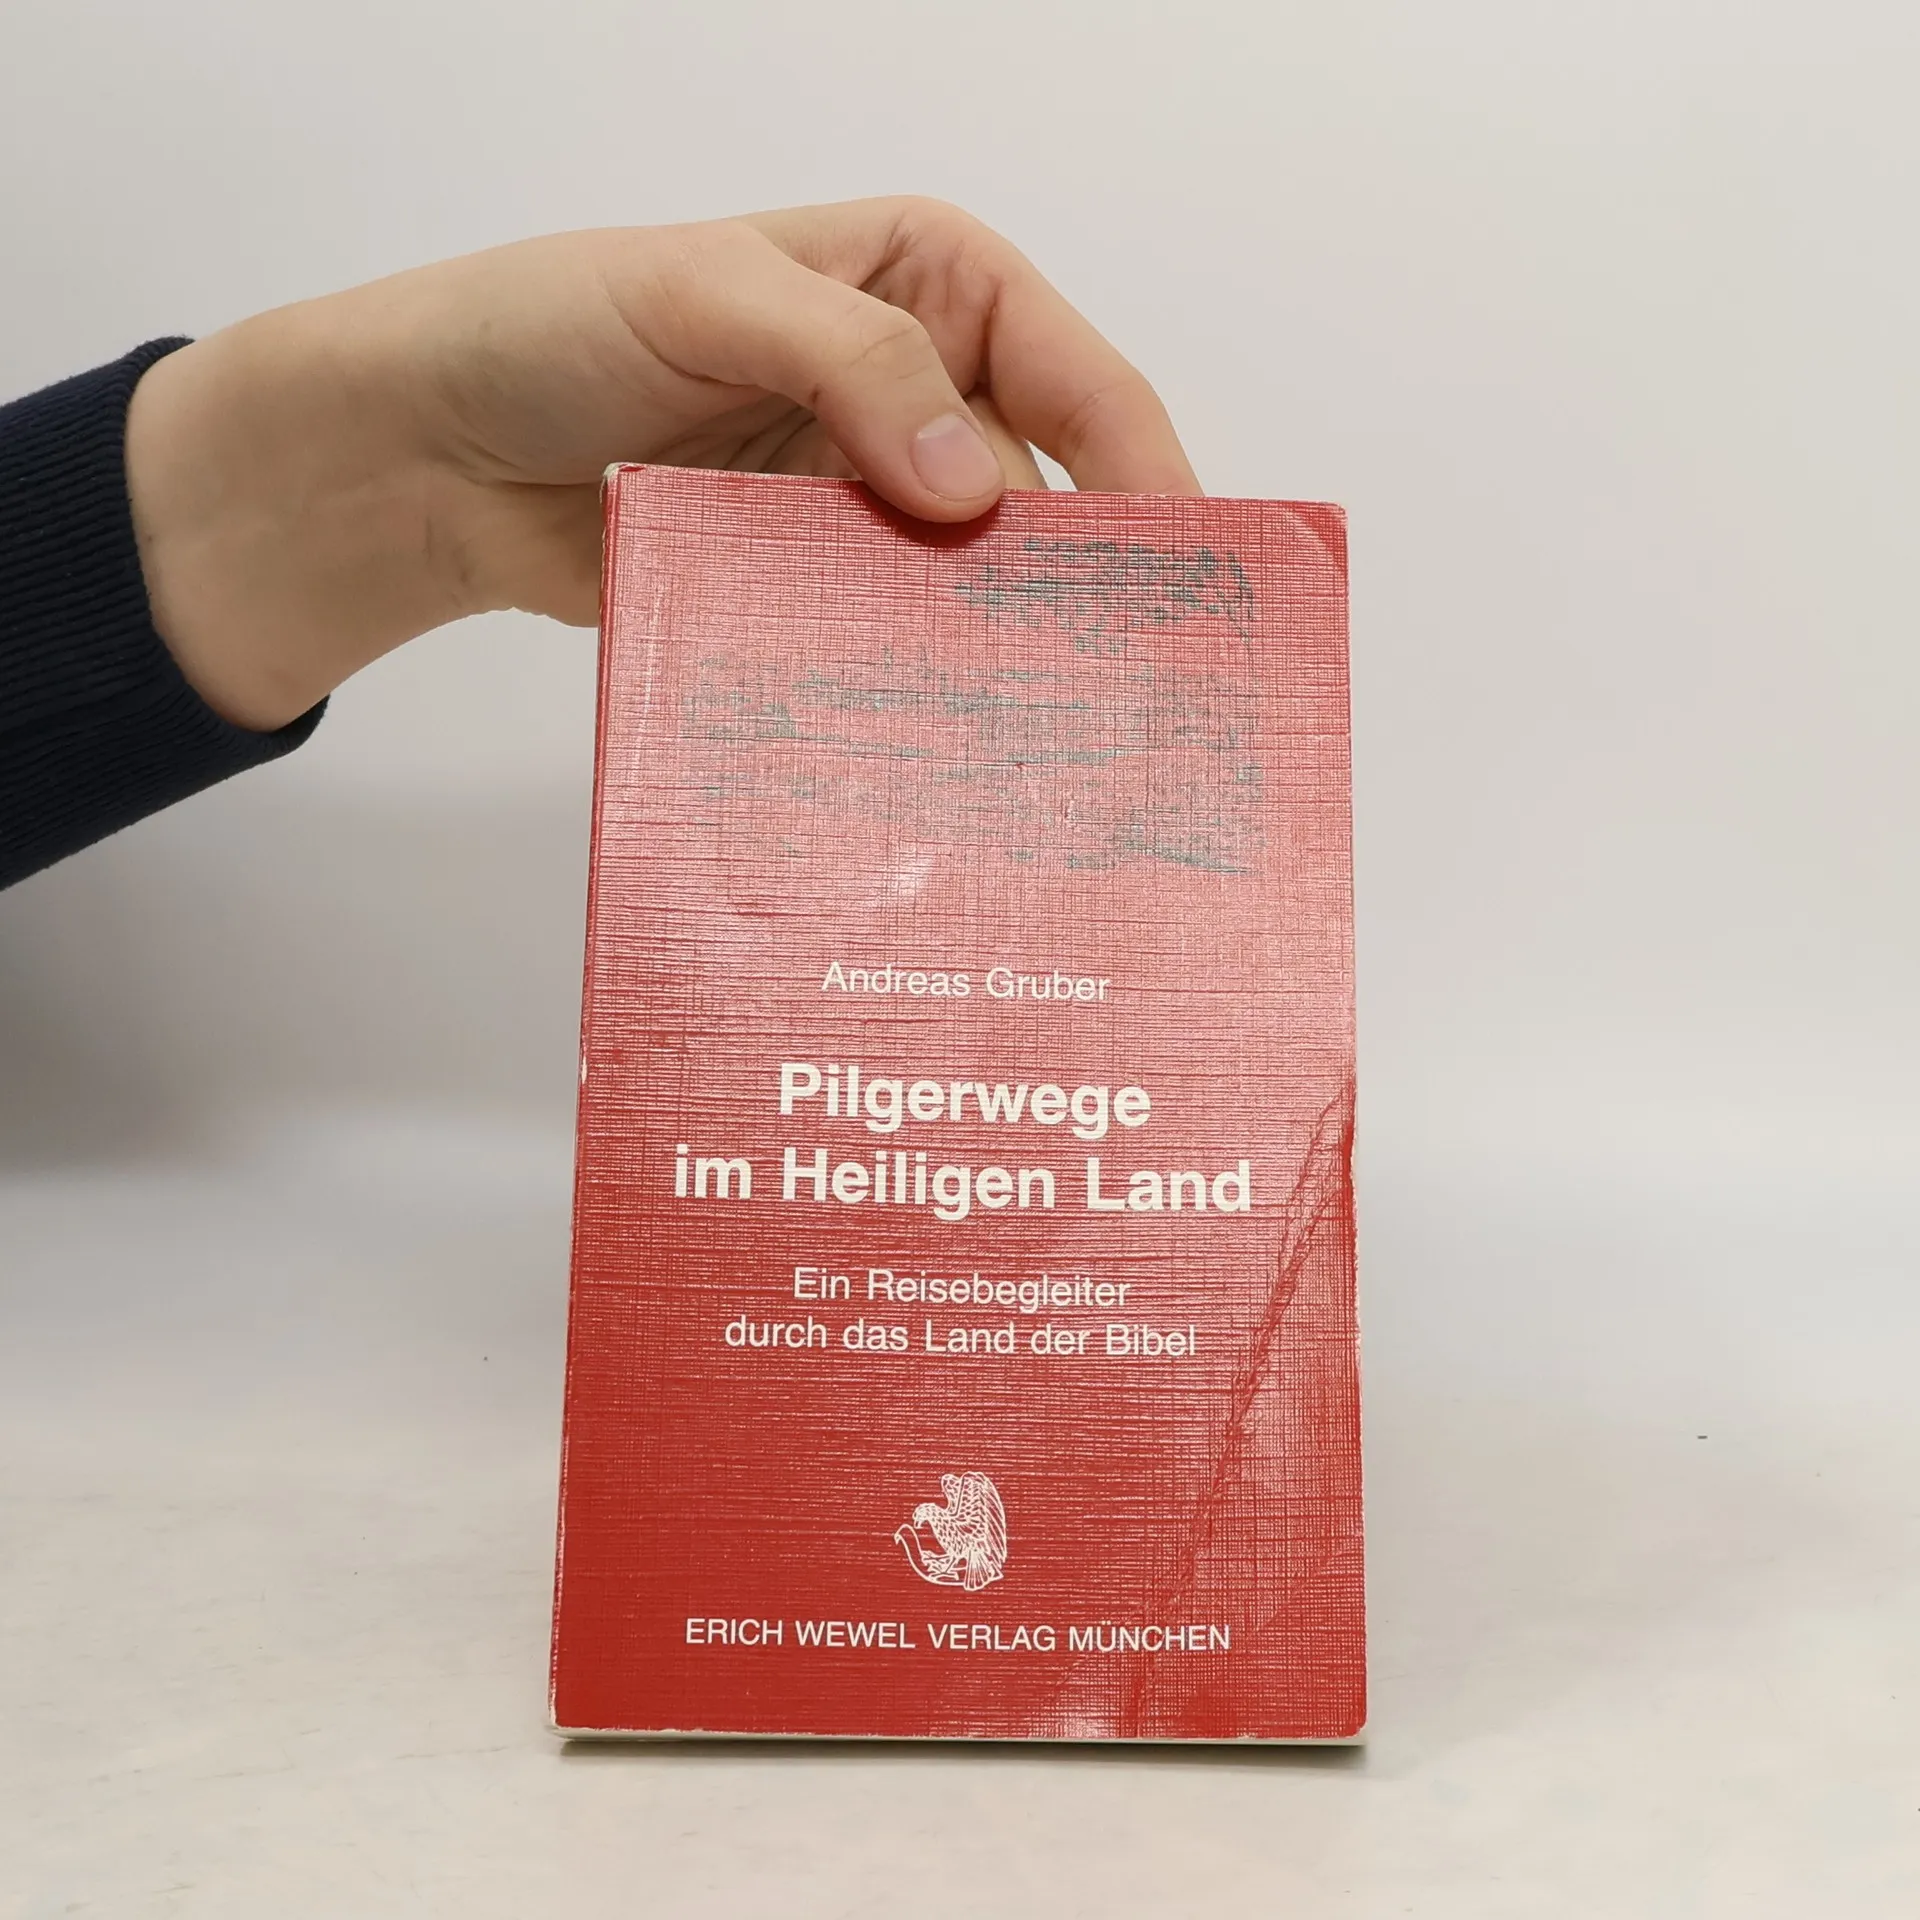 Andreas Gruber
Pilgerwege
im Heiligen Land
Ein Reisebegleiter
durch das Land der Bibel
ERICH WEWEL VERLAG MÜNCHEN